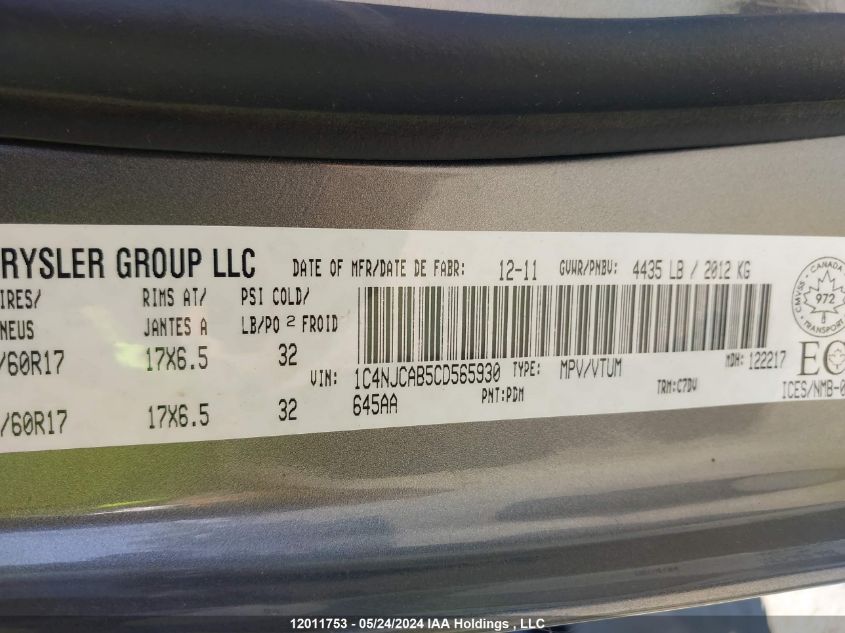 RYSLER GROUP LLC DATE OF MFR/DATE DE FABR: 12-11 GVWR/PNBV: 4435 LB / 2012 KG
IRES/ RIMS AT/ PSI COLD/
NEUS JANTES A LB/PO 2 FROID
/60R17 17X6.5 32
VIN: 1C4NJCAB5CD565930 TYPE: MPV/VTUM MDH: 122217
/60R17 17X6.5 32
645AA PNT:PDM TRM:C7DV
CANADA
CMVSS
972
TRANSPORT
EC
ICES/NMB-0
12011753 - 05/24/2024 IAA Holdings , LLC